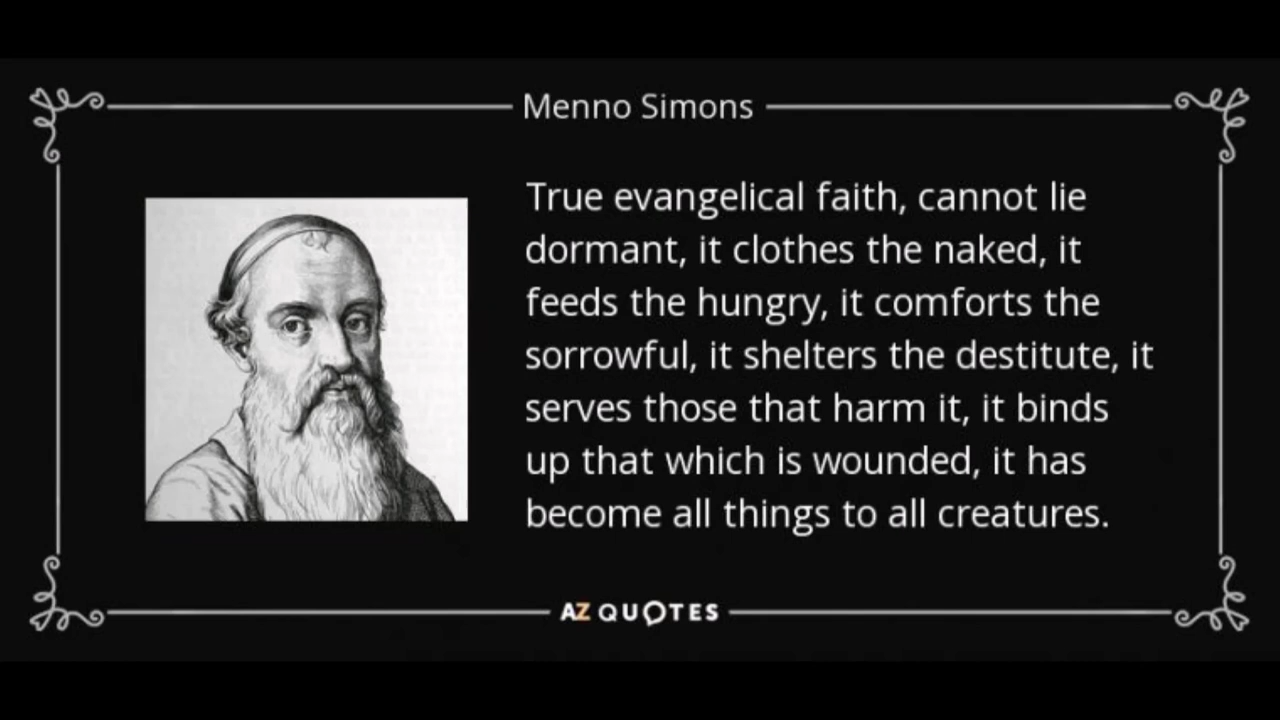 Menno Simons
True evangelical faith, cannot lie
dormant, it clothes the naked, it
feeds the hungry, it comforts the
sorrowful, it shelters the destitute, it
serves those that harm it, it binds
up that which is wounded, it has
become all things to all creatures.
AZ QUOTES